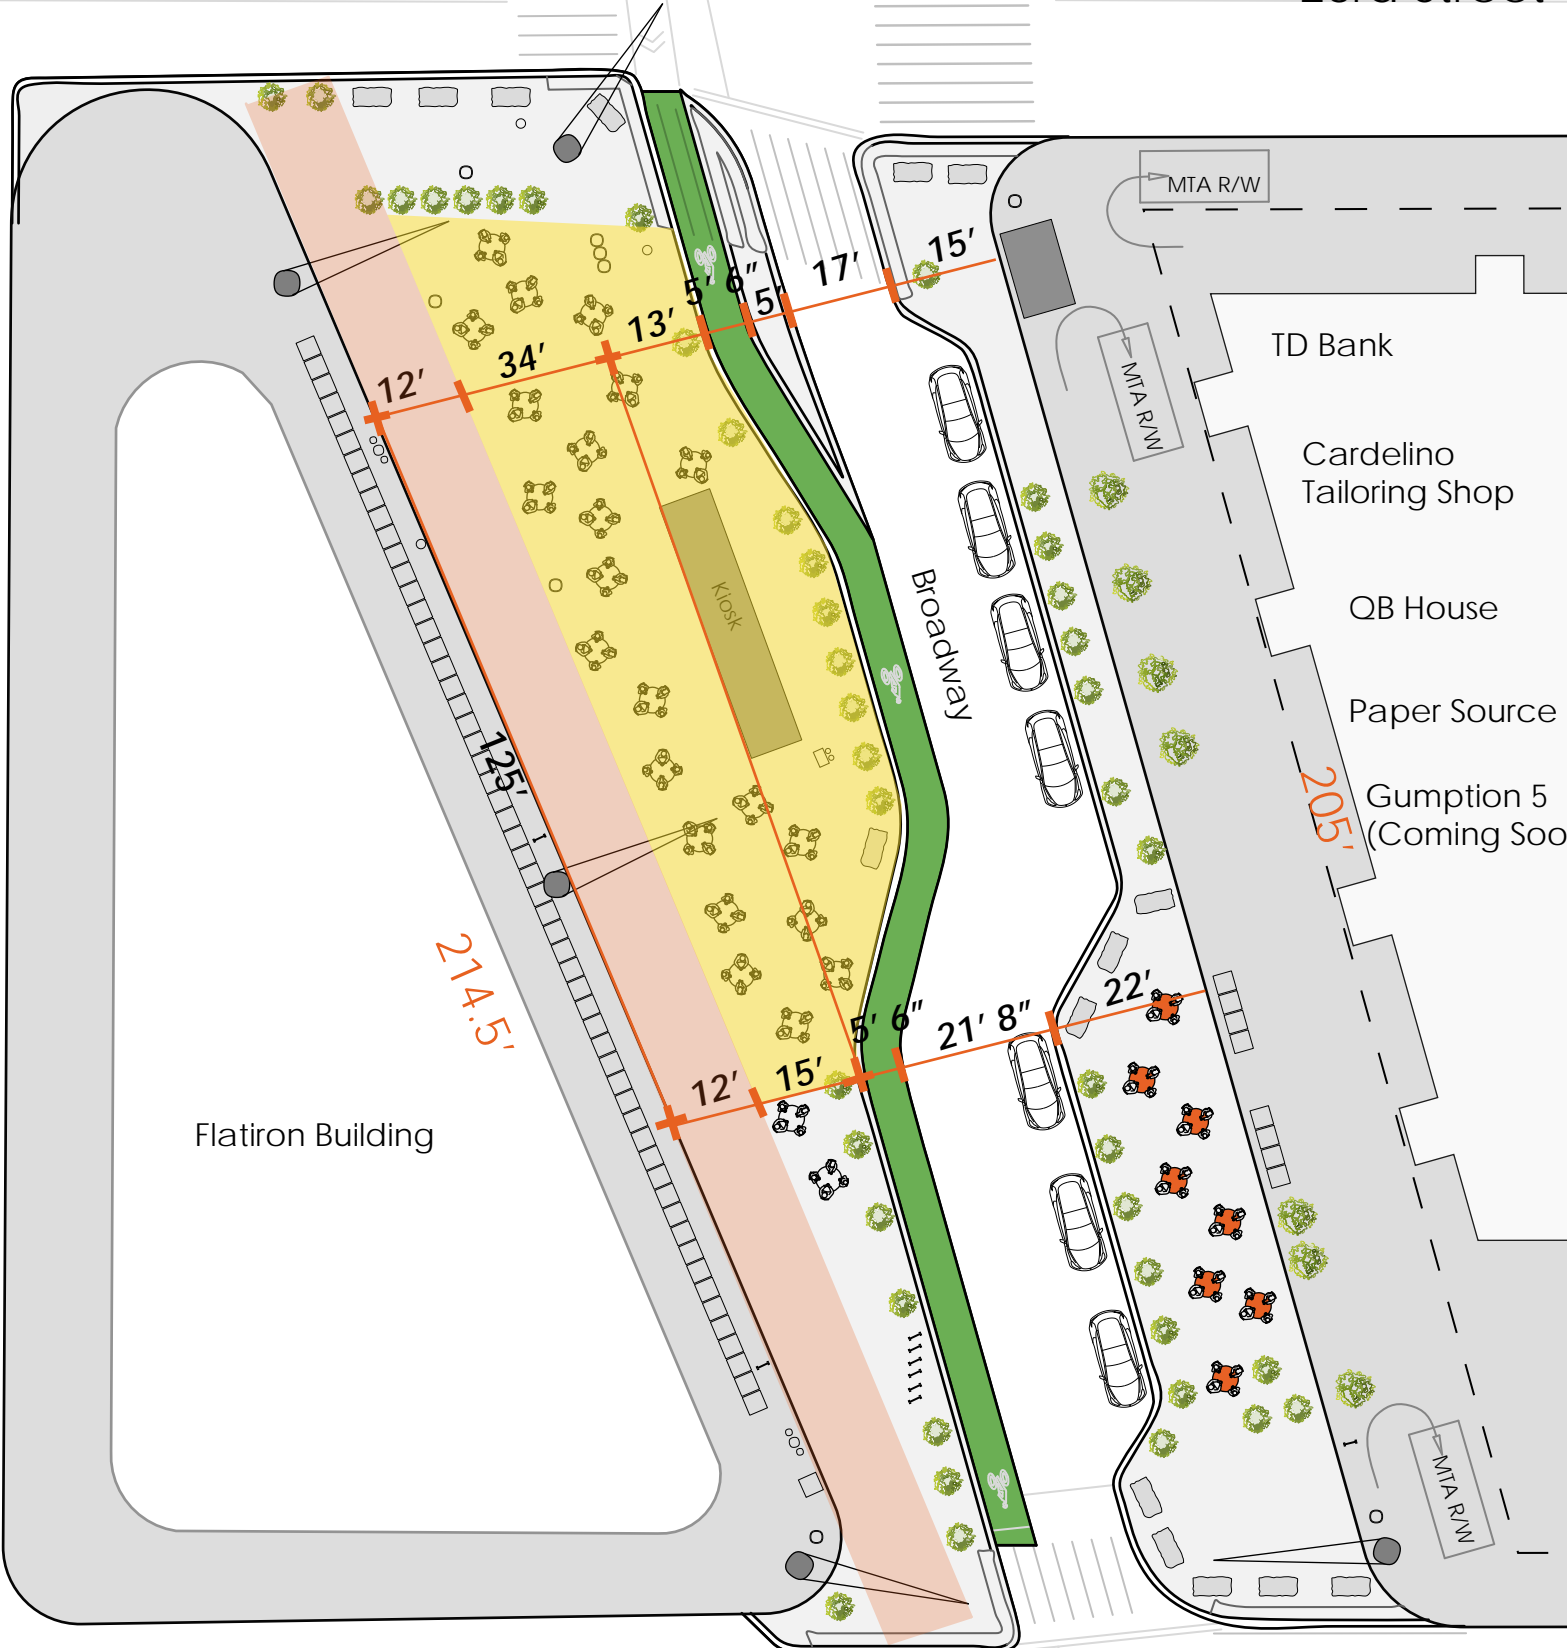 MTA R/W
15'
17'
5' 6"
5'
13'
34'
12'
TD Bank
MTA R/W
Cardelino
Tailoring Shop
Kiosk
Broadway
QB House
Paper Source
125'
205'
Gumption 5
214.5'
22'
21' 8"
5' 6"
15'
12'
Flatiron Building
MTA R/W